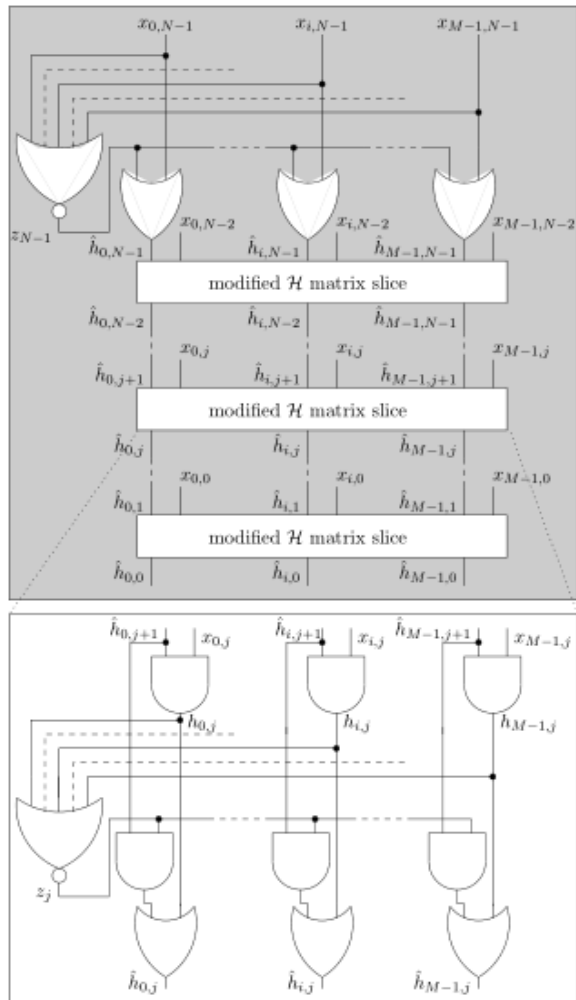 x_{0,N-1} x_{i,N-1} x_{M-1,N-1}
z_{N-1}
x_{0,N-2} x_{i,N-2} x_{M-1,N-2}
ĥ_{0,N-1} ĥ_{i,N-1} ĥ_{M-1,N-1}
modified ℋ matrix slice
ĥ_{0,N-2} ĥ_{i,N-2} ĥ_{M-1,N-1}
x_{0,j} x_{i,j} x_{M-1,j}
ĥ_{0,j+1} ĥ_{i,j+1} ĥ_{M-1,j+1}
modified ℋ matrix slice
ĥ_{0,j} ĥ_{i,j} ĥ_{M-1,j}
x_{0,0} x_{i,0} x_{M-1,0}
ĥ_{0,1} ĥ_{i,1} ĥ_{M-1,1}
modified ℋ matrix slice
ĥ_{0,0} ĥ_{i,0} ĥ_{M-1,0}
ĥ_{0,j+1} x_{0,j} ĥ_{i,j+1} x_{i,j} ĥ_{M-1,j+1} x_{M-1,j}
h_{0,j} h_{i,j} h_{M-1,j}
z_j
ĥ_{0,j} ĥ_{i,j} ĥ_{M-1,j}